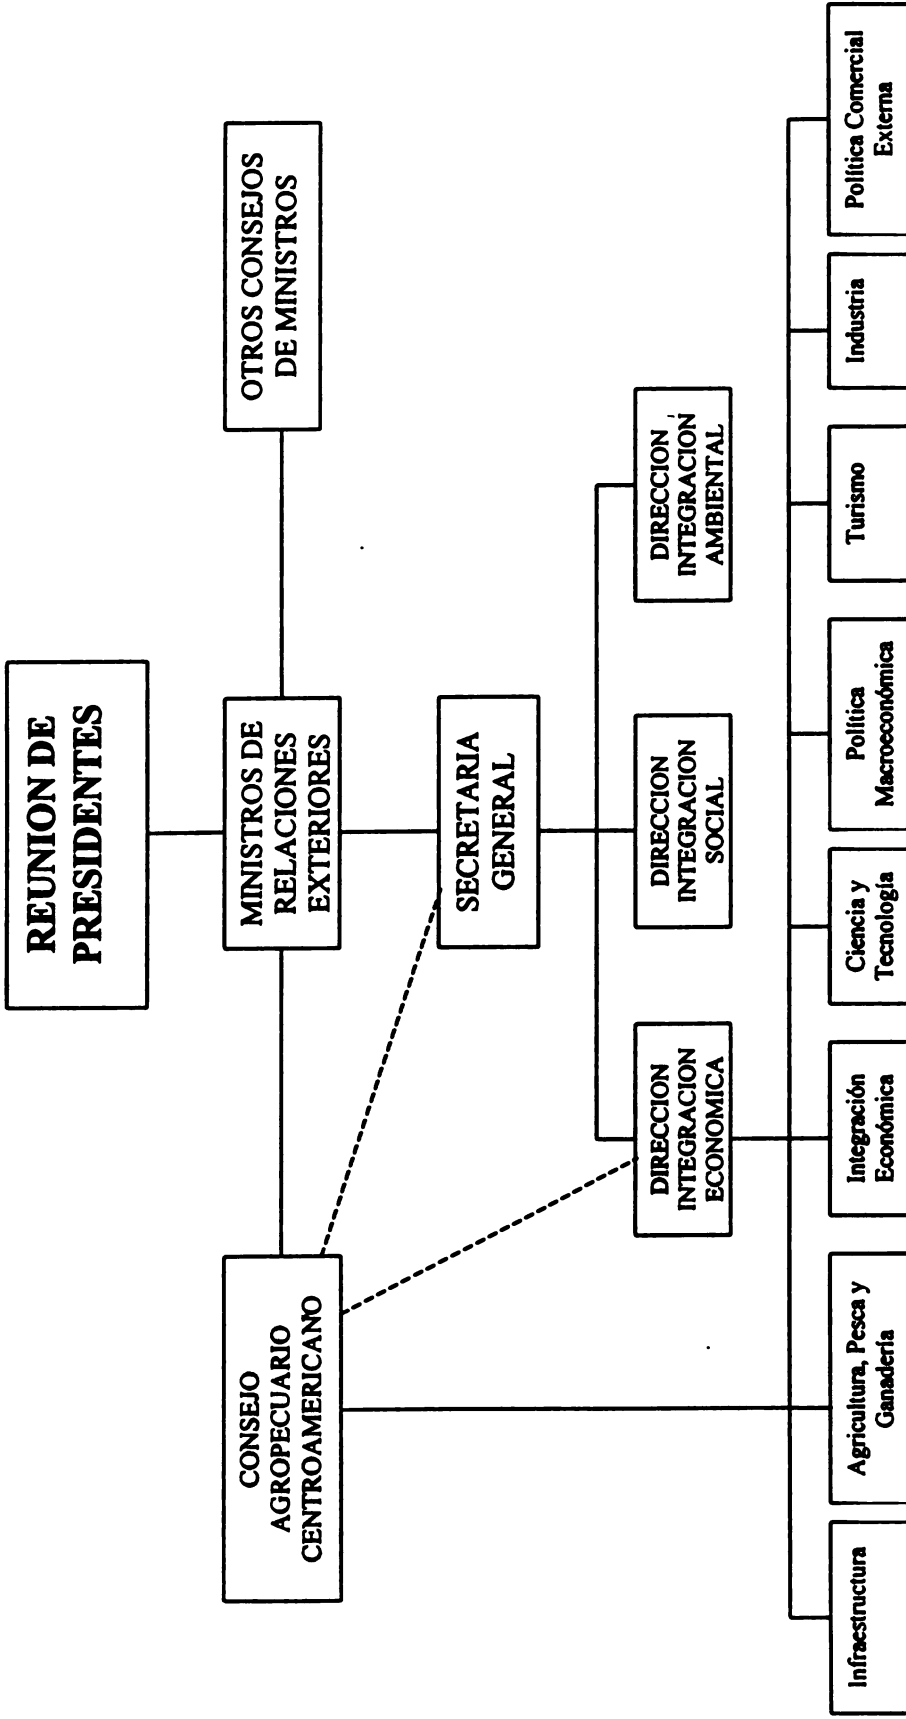 REUNION DE
PRESIDENTES
CONSEJO
AGROPECUARIO
CENTROAMERICANO
MINISTROS DE
RELACIONES
EXTERIORES
OTROS CONSEJOS
DE MINISTROS
SECRETARIA
GENERAL
DIRECCION
INTEGRACION
ECONOMICA
DIRECCION
INTEGRACION
SOCIAL
DIRECCION
INTEGRACION
AMBIENTAL
Infraestructura
Agricultura, Pesca y
Ganadería
Integración
Económica
Ciencia y
Tecnología
Política
Macroeconómica
Turismo
Industria
Política Comercial
Externa